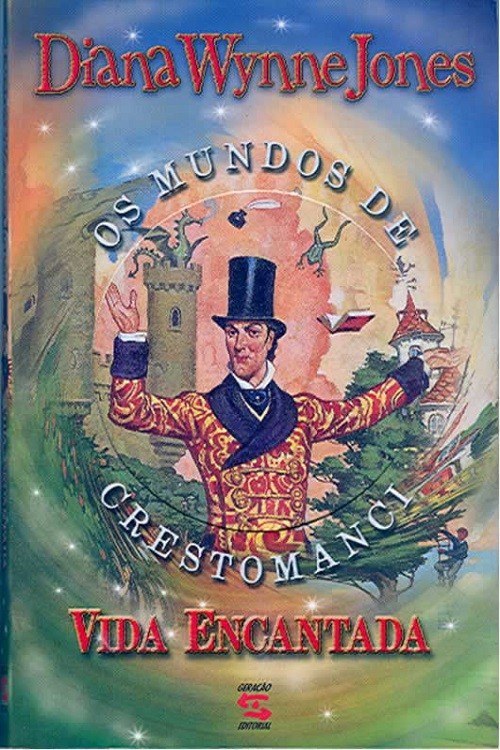 Diana Wynne Jones
OS MUNDOS DE
CRESTOMANCI
VIDA ENCANTADA
GERAÇÃO
EDITORIAL